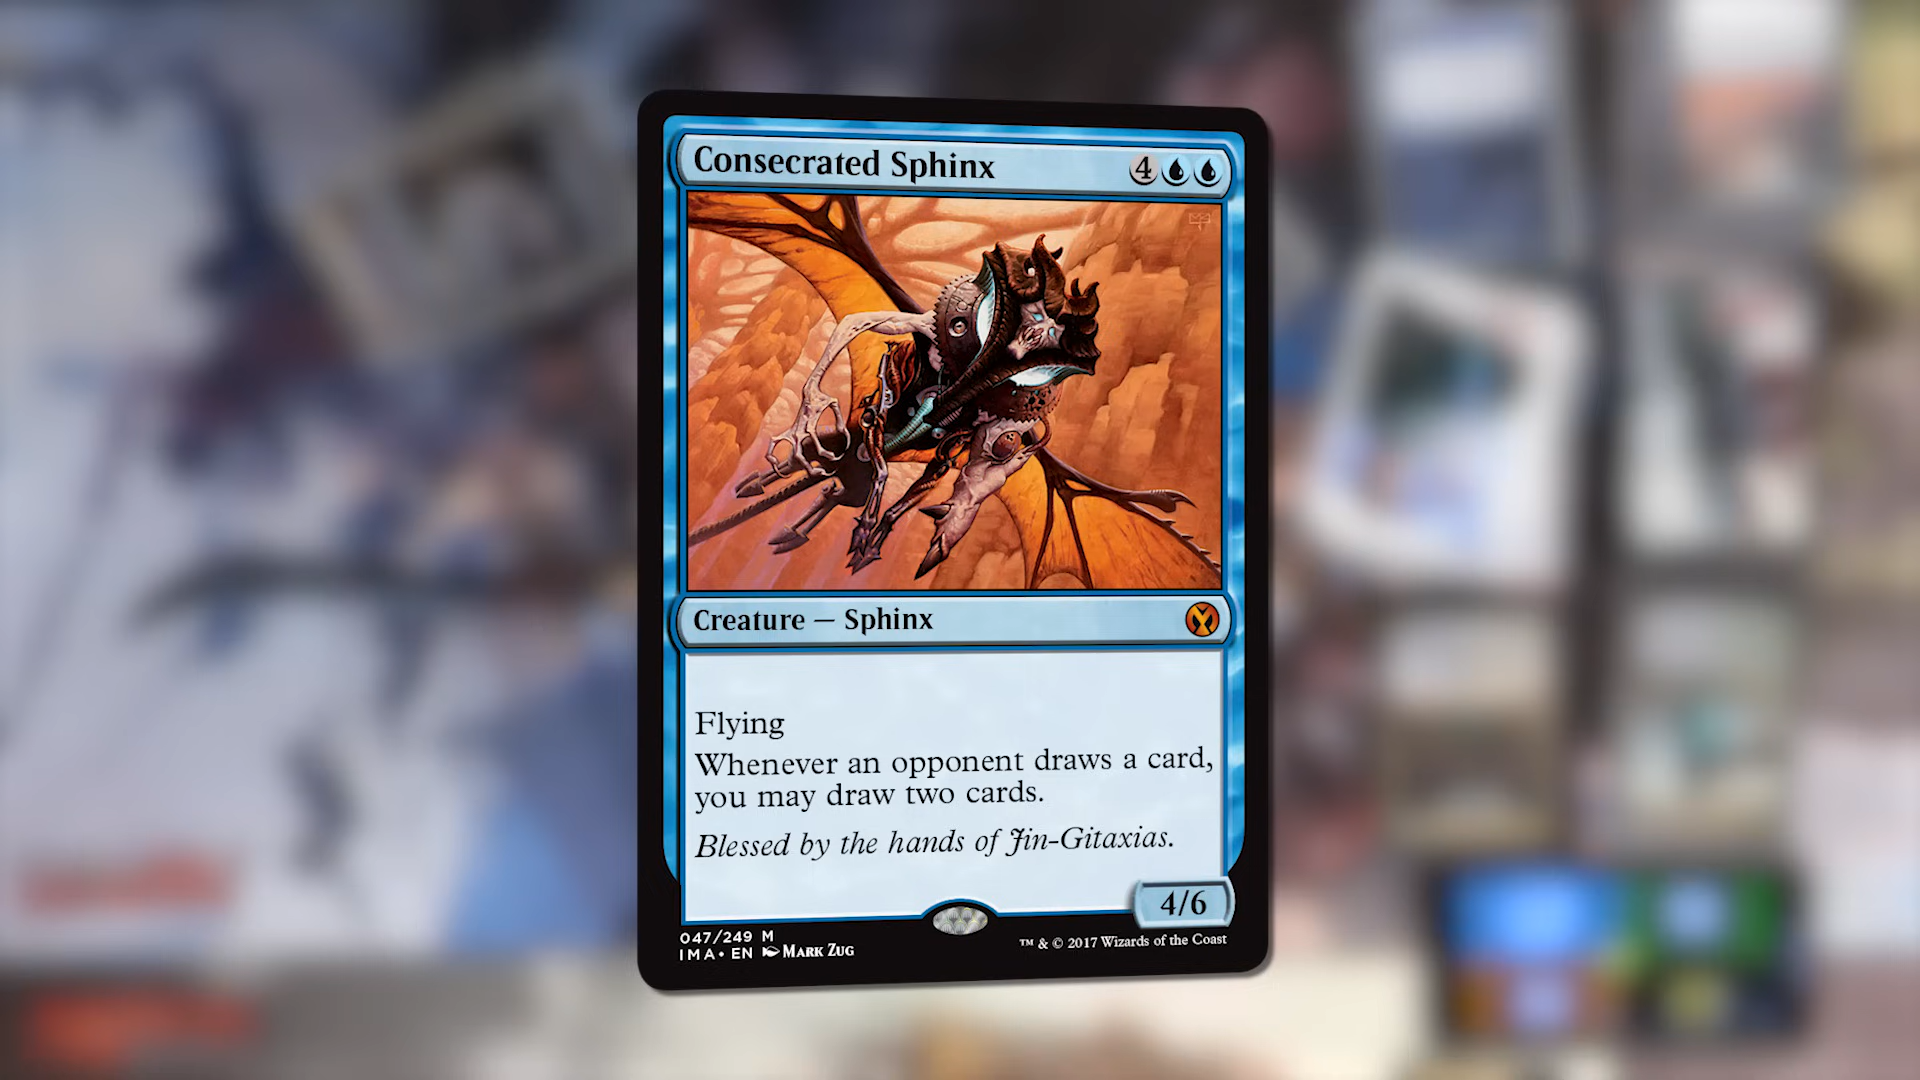 Consecrated Sphinx 4
Creature — Sphinx
Flying
Whenever an opponent draws a card,
you may draw two cards.
Blessed by the hands of Jin-Gitaxias.
4/6
047/249 M
IMA • EN Mark Zug
™ & © 2017 Wizards of the Coast